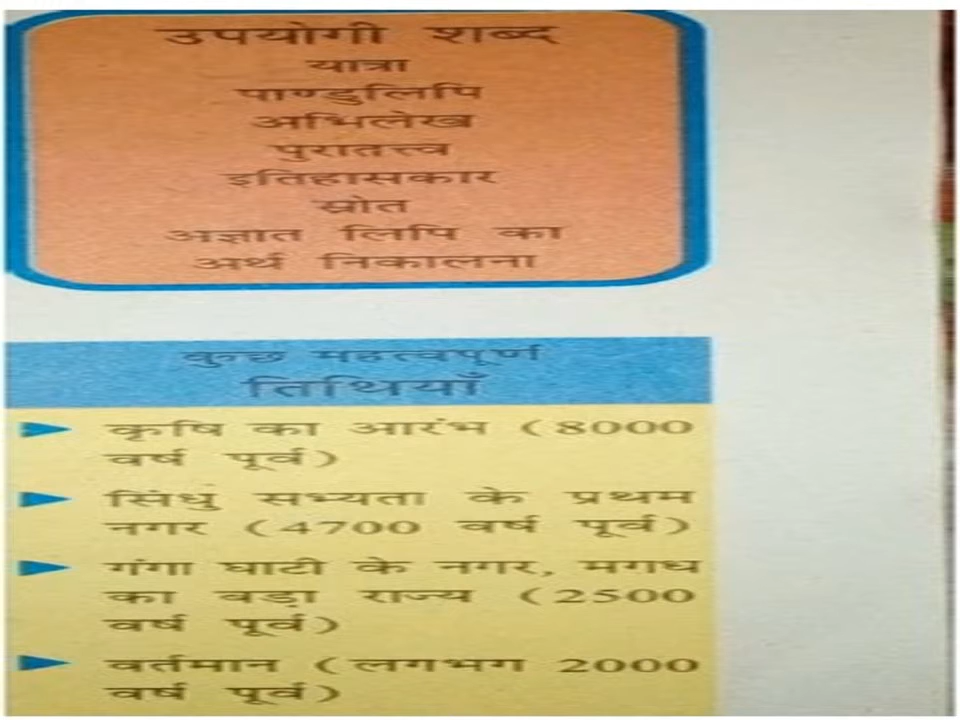 उपयोगी शब्द
यात्रा
पाण्डुलिपि
अभिलेख
पुरातत्त्व
इतिहासकार
स्रोत
अज्ञात लिपि का
अर्थ निकालना
कुछ महत्वपूर्ण
तिथियाँ
कृषि का आरंभ (8000
वर्ष पूर्व)
सिंधु सभ्यता के प्रथम
नगर (4700 वर्ष पूर्व)
गंगा घाटी के नगर, मगध
का बड़ा राज्य (2500
वर्ष पूर्व)
वर्तमान (लगभग 2000
वर्ष पूर्व)